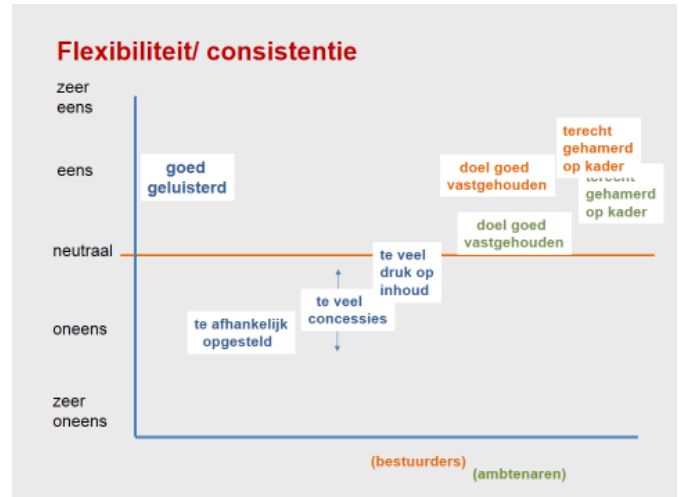 Flexibiliteit/ consistentie
zeer
eens
eens
neutraal
oneens
zeer
oneens
goed
geluisterd
te afhankelijk
opgesteld
te veel
concessies
te veel
druk op
inhoud
doel goed
vastgehouden
doel goed
vastgehouden
terecht
gehamerd
op kader
terecht
gehamerd
op kader
(bestuurders)
(ambtenaren)